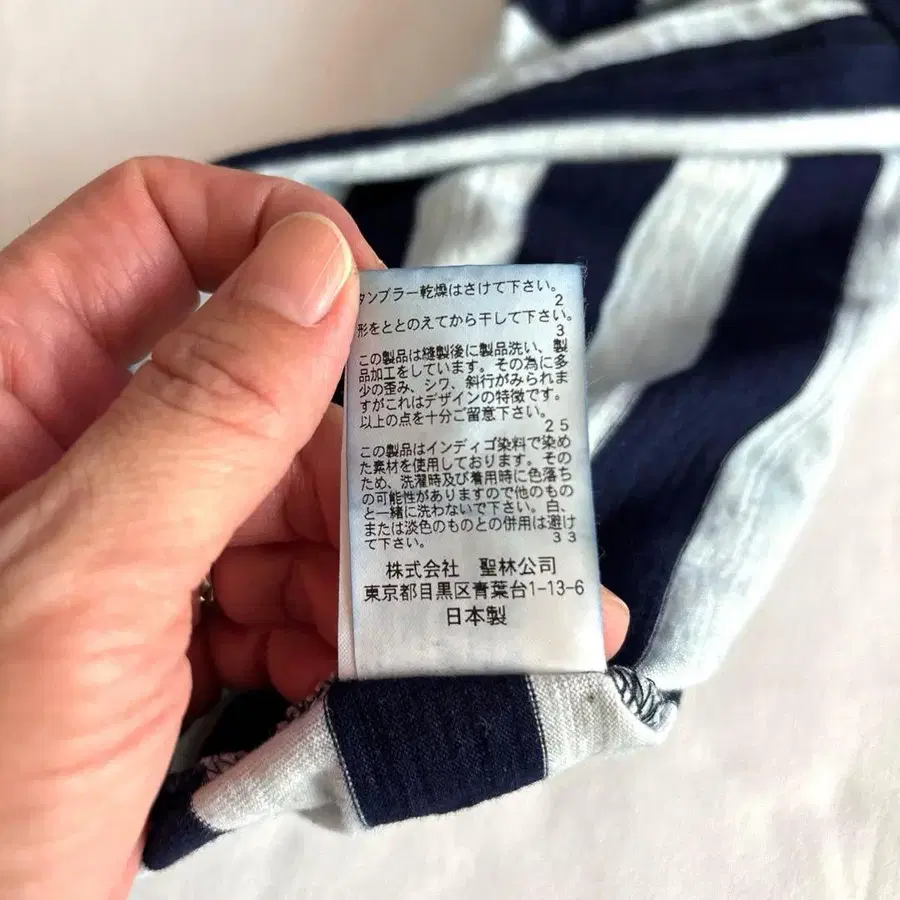 タンブラー乾燥はさけて下さい。
2
形をととのえてから干して下さい。
3
この製品は縫製後に製品洗い、製
品加工をしています。その為に多
少の歪み、シワ、斜行がみられま
すがこれはデザインの特徴です。
以上の点を十分ご留意下さい。
25
この製品はインディゴ染料で染め
た素材を使用しております。その
ため、洗濯時及び着用時に色落ち
の可能性がありますので他のもの
と一緒に洗わないで下さい。白、
または淡色のものとの併用は避け
て下さい。
33
株式会社 聖林公司
東京都目黒区青葉台1-13-6
日本製